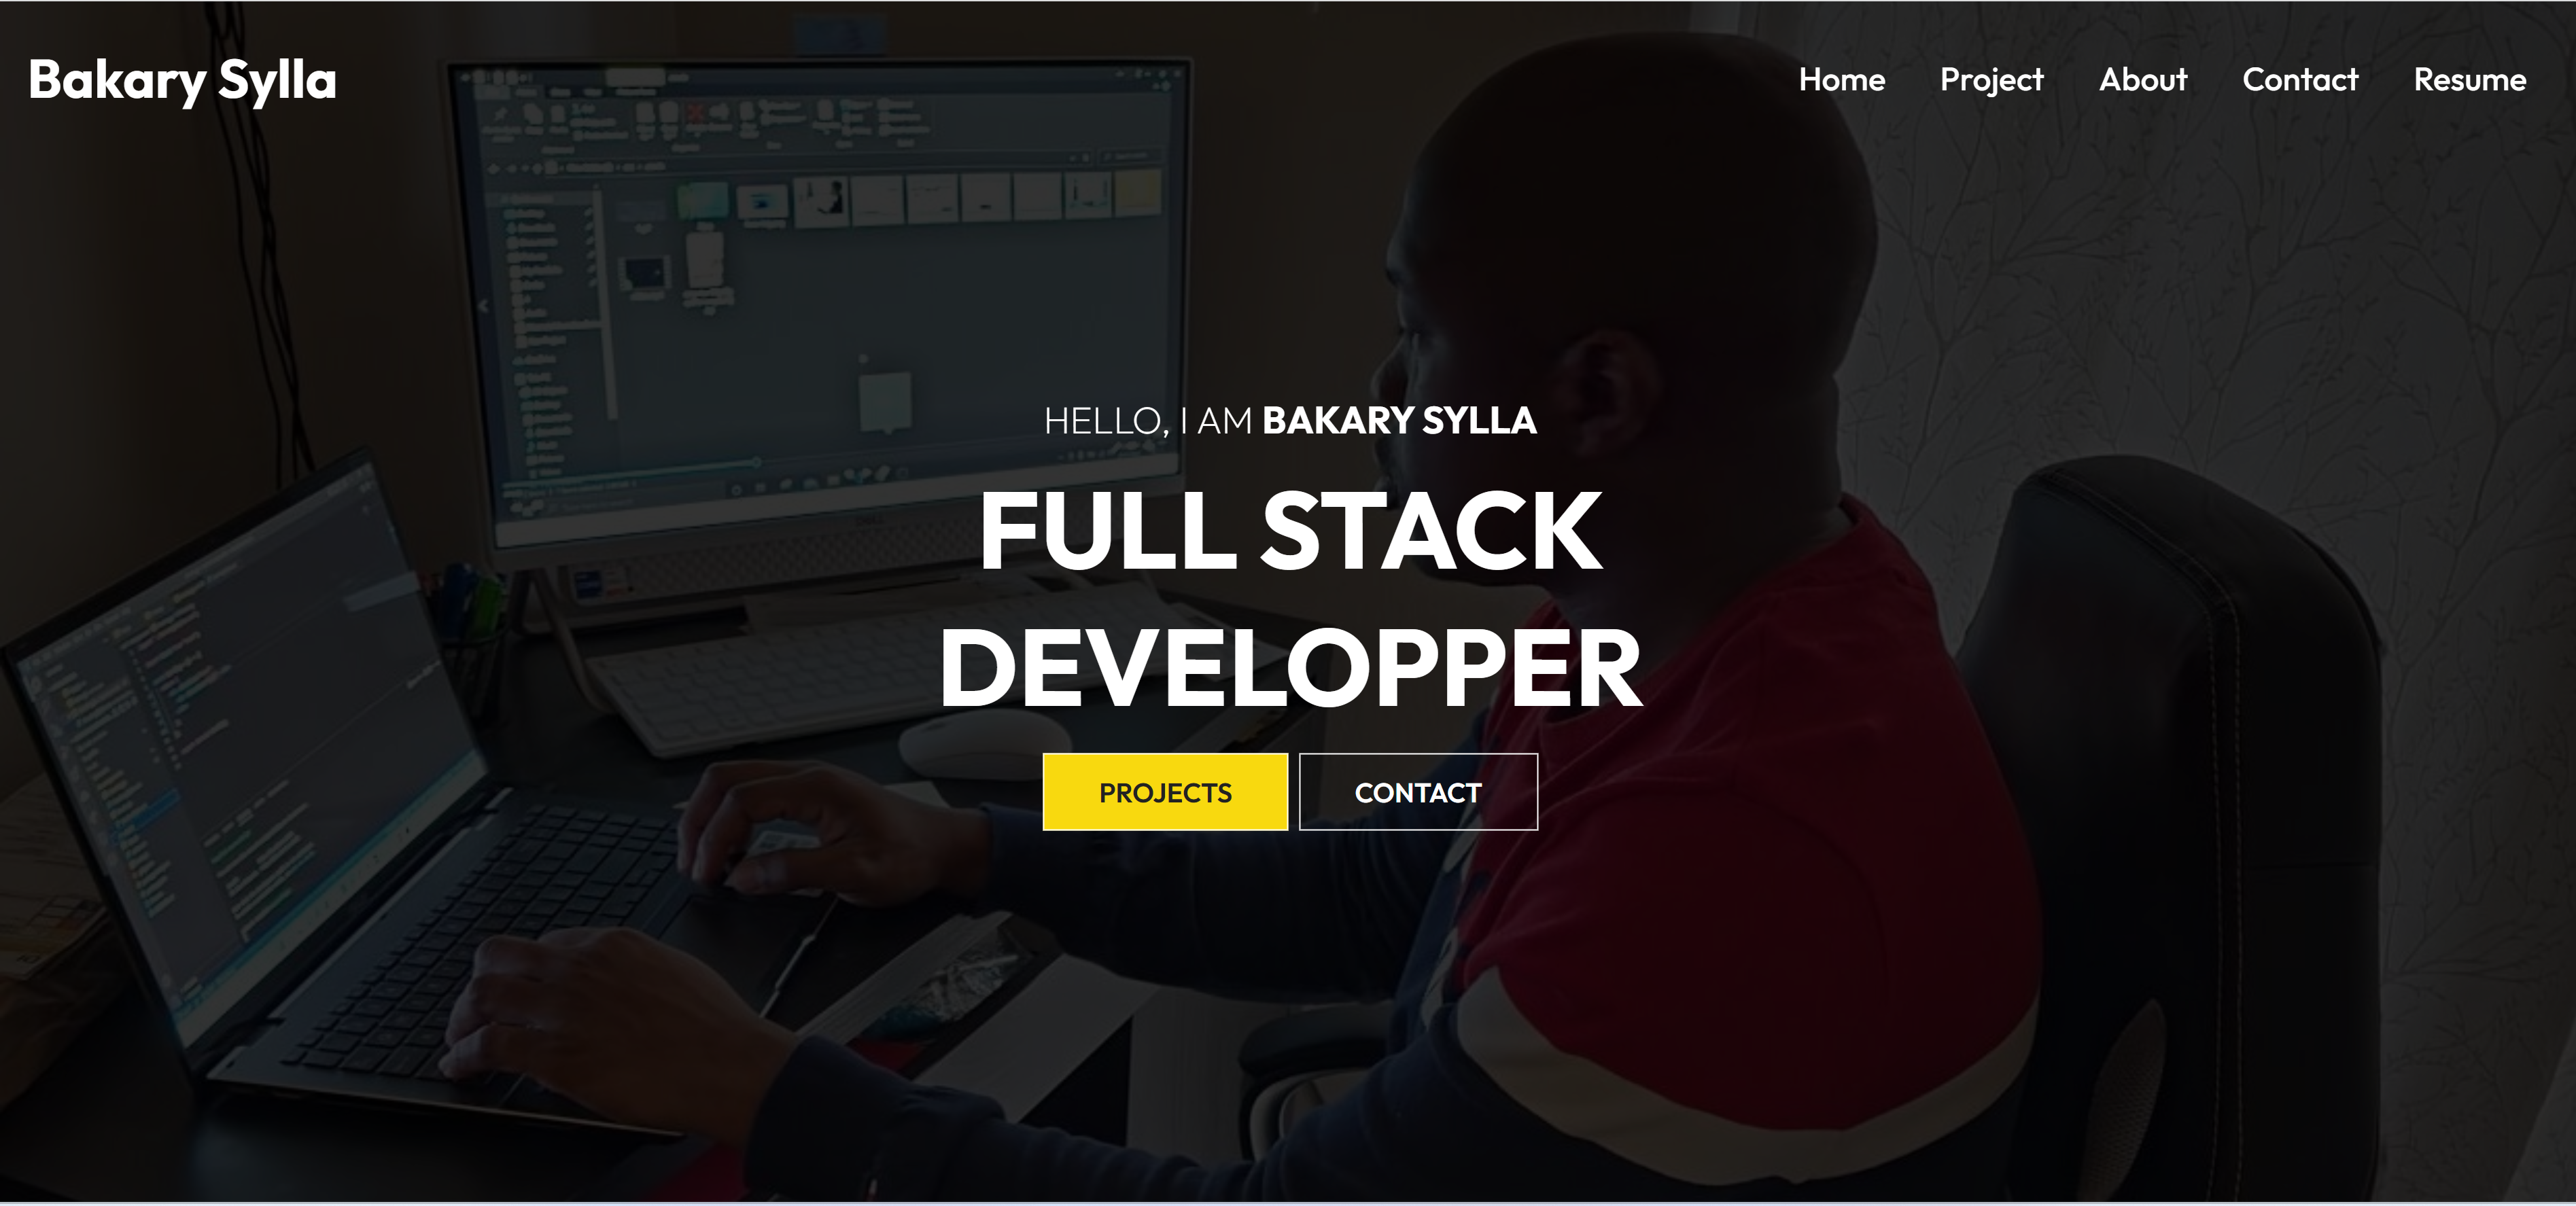 Bakary Sylla
Home Project About Contact Resume
HELLO, I AM BAKARY SYLLA
FULL STACK
DEVELOPPER
PROJECTS CONTACT